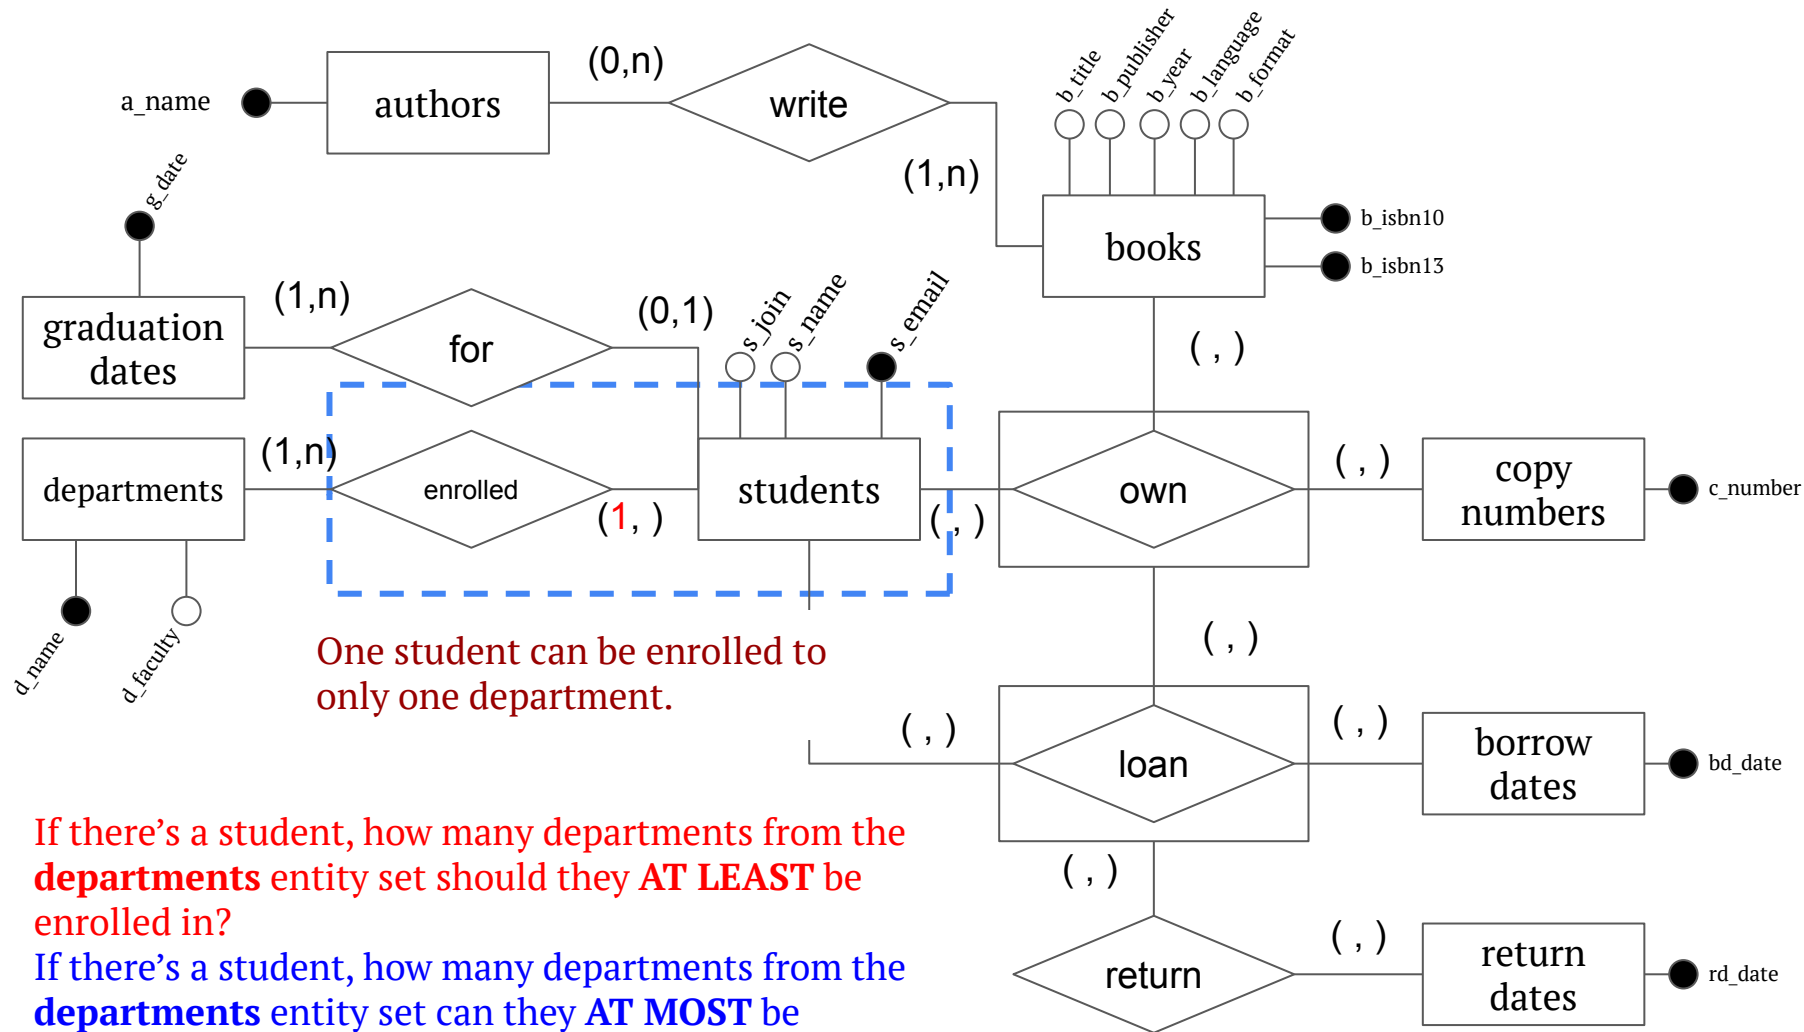 b_title
b_publisher
b_year
b_language
b_format
a_name
authors
(0,n)
write
(1,n)
books
b_isbn10
b_isbn13
g_date
graduation
dates
(1,n)
for
(0,1)
s_join
s_name
s_email
( , )
departments
(1,n)
enrolled
(1, )
students
( , )
own
( , )
copy
numbers
c_number
d_name
d_faculty
One student can be enrolled to
only one department.
( , )
( , )
loan
( , )
borrow
dates
bd_date
If there’s a student, how many departments from the
departments entity set should they AT LEAST be
enrolled in?
If there’s a student, how many departments from the
departments entity set can they AT MOST be
( , )
return
( , )
return
dates
rd_date